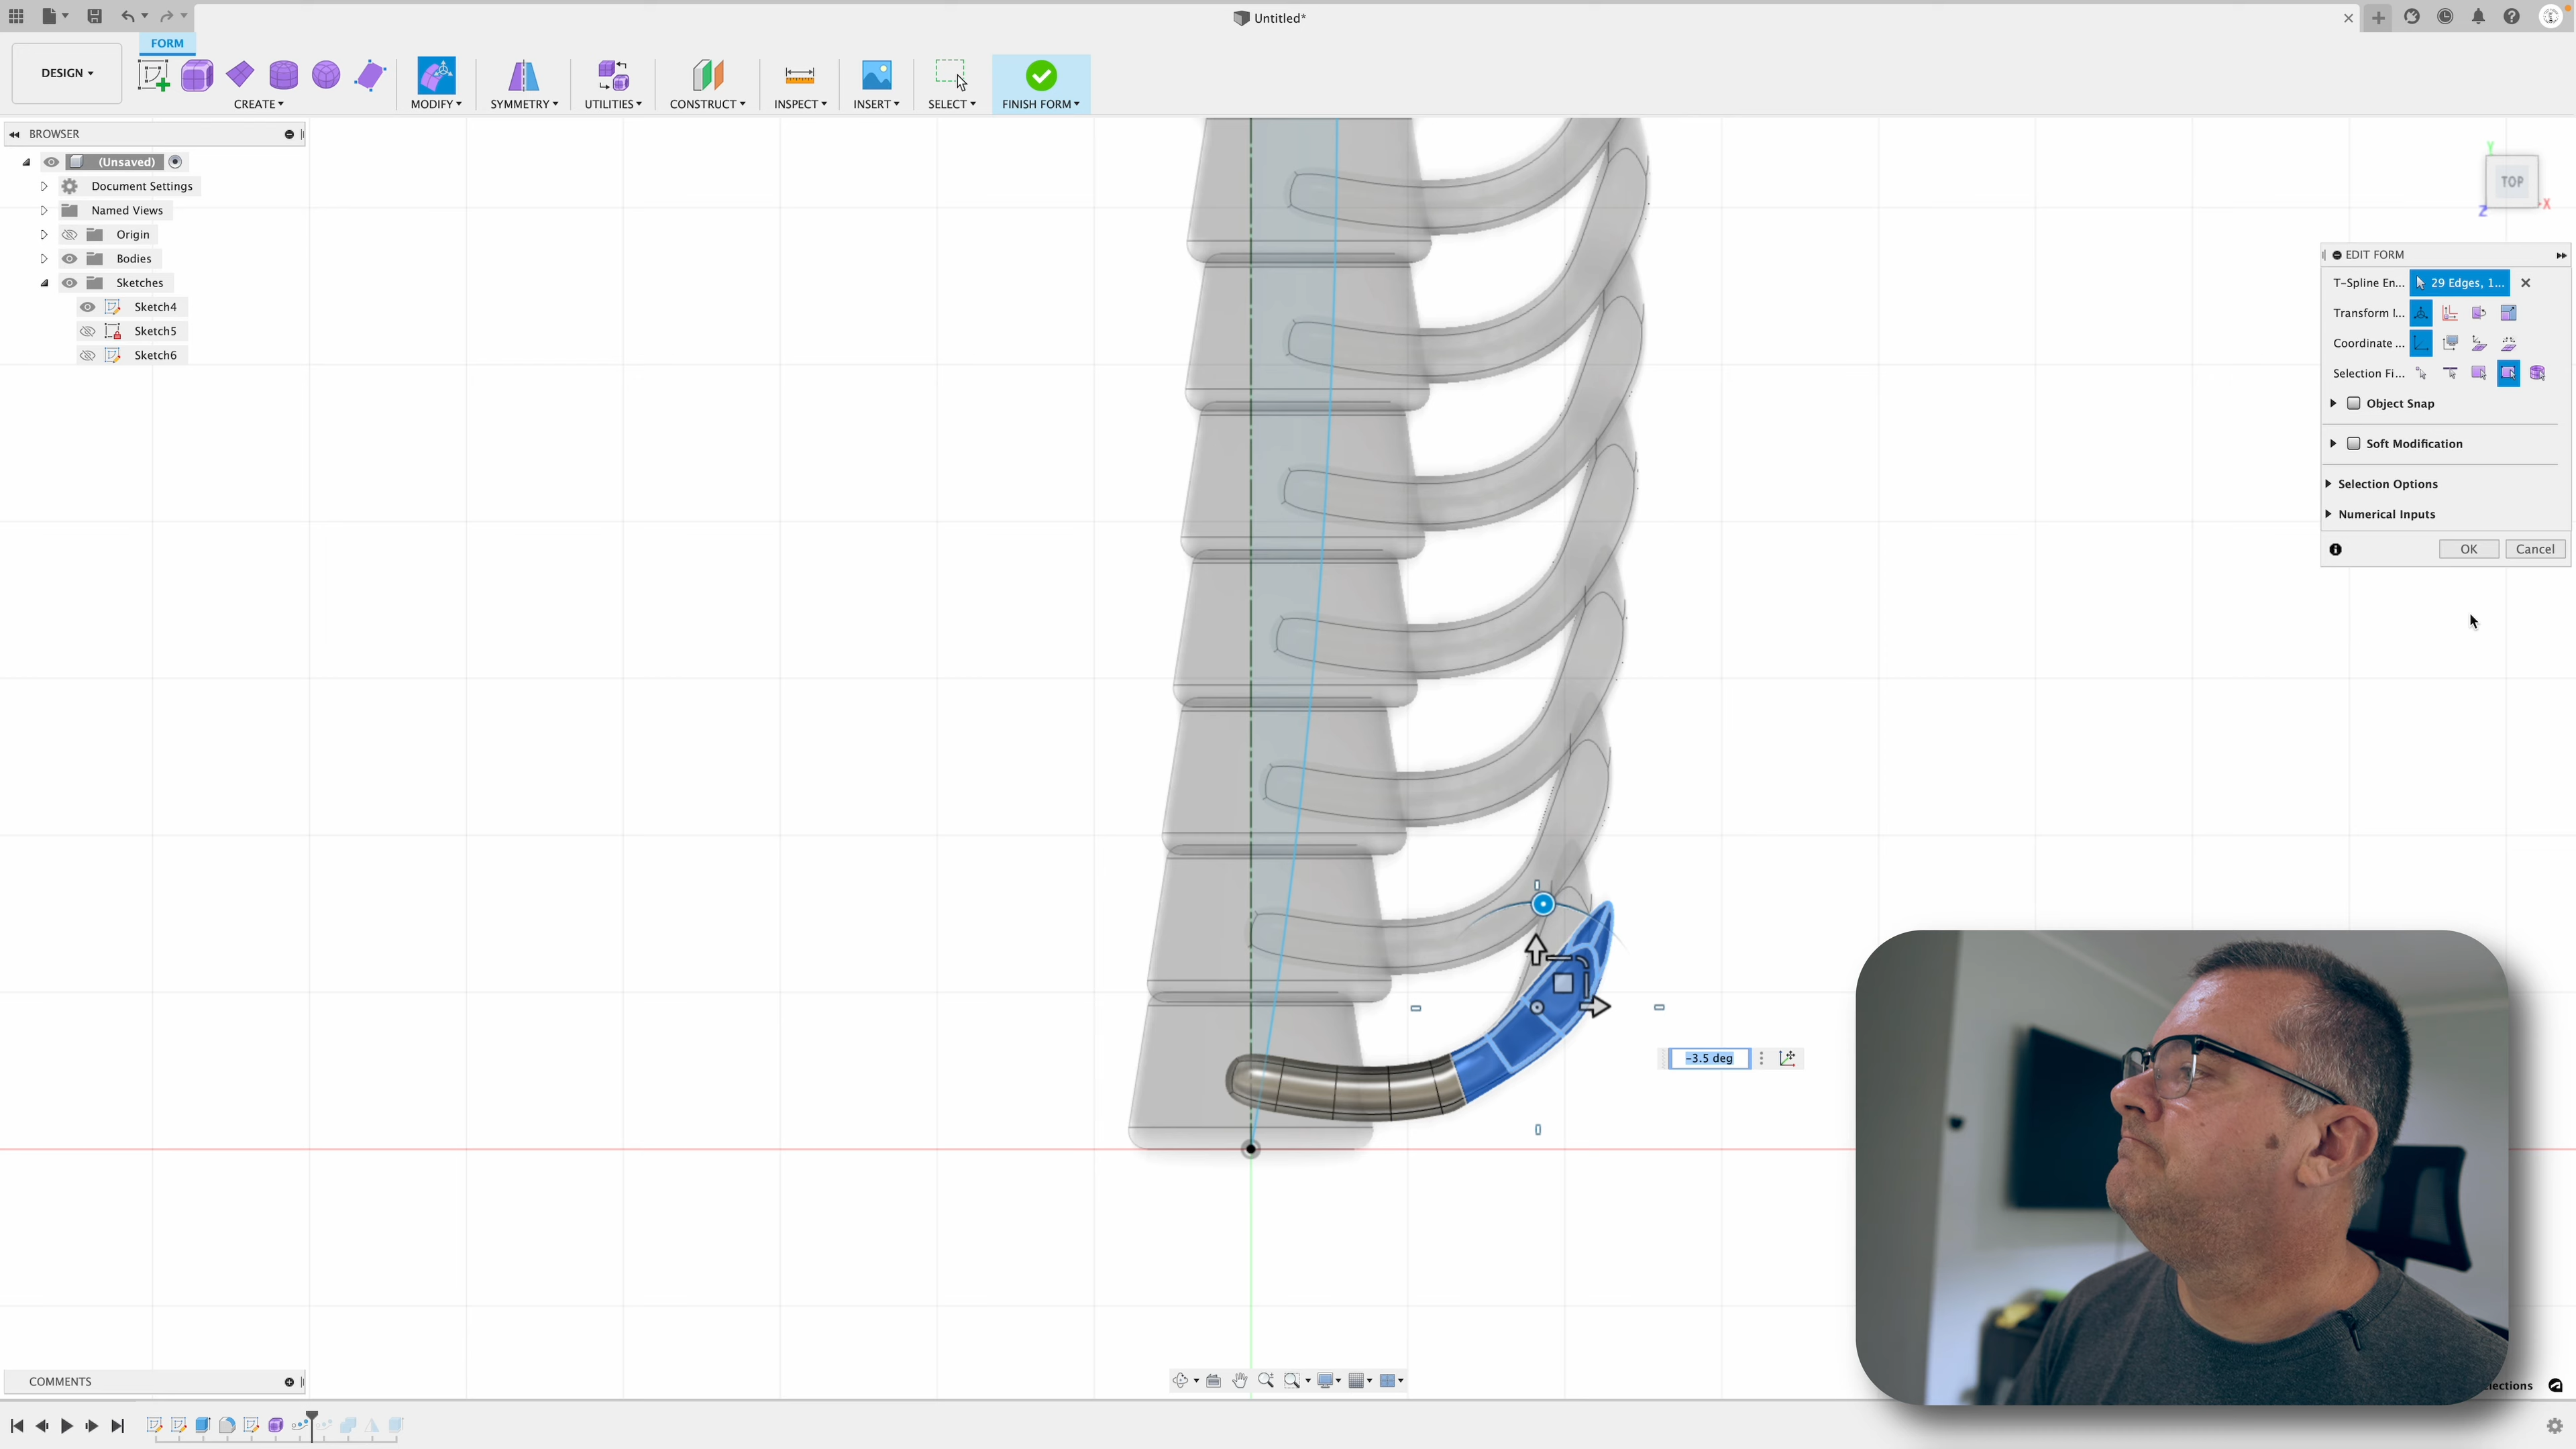 Untitled*
FORM
DESIGN
CREATE
MODIFY
SYMMETRY
UTILITIES
CONSTRUCT
INSPECT
INSERT
SELECT
FINISH FORM
BROWSER
(Unsaved)
Document Settings
Named Views
Origin
Bodies
Sketches
Sketch4
Sketch5
Sketch6
Y
TOP
X
Z
EDIT FORM
T-Spline En...
29 Edges, 1...
Transform I...
Coordinate ...
Selection Fi...
Object Snap
Soft Modification
Selection Options
Numerical Inputs
OK
Cancel
-3.5 deg
COMMENTS